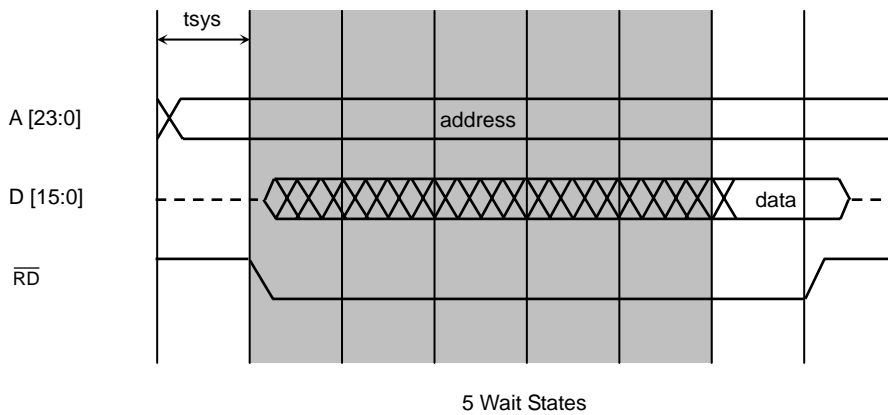 tsys
A [23:0]
address
D [15:0]
data
RD
5 Wait States